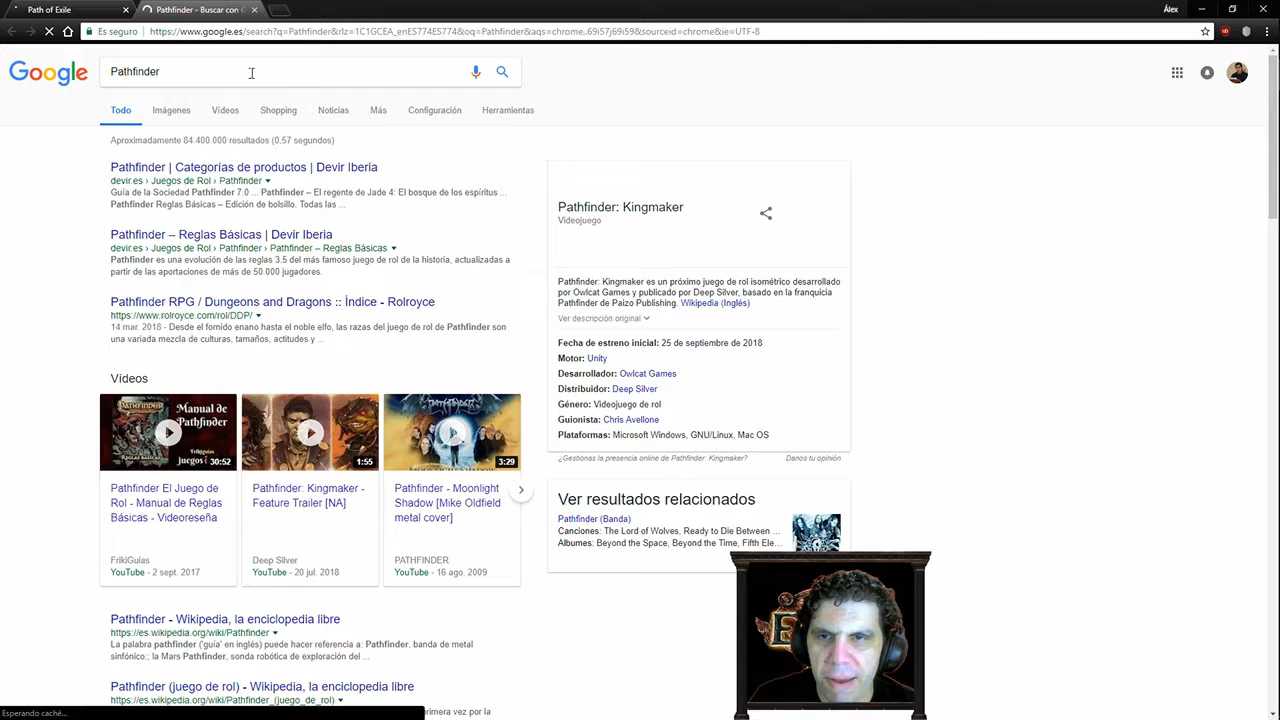 Path of Exile
Pathfinder - Buscar con G
Álex
Es seguro
https://www.google.es/search?q=Pathfinder&rlz=1C1GCEA_enES774ES774&oq=Pathfinder&aqs=chrome..69i57j69i59&sourceid=chrome&ie=UTF-8
Google
Pathfinder
Todo Imágenes Vídeos Shopping Noticias Más Configuración Herramientas
Aproximadamente 84.400.000 resultados (0,57 segundos)
Pathfinder | Categorías de productos | Devir Iberia
devir.es › Juegos de Rol › Pathfinder
Guía de la Sociedad Pathfinder 7.0 ... Pathfinder – El regente de Jade 4: El bosque de los espíritus ...
Pathfinder Reglas Básicas – Edición de bolsillo. Todas las ...
Pathfinder – Reglas Básicas | Devir Iberia
devir.es › Juegos de Rol › Pathfinder › Pathfinder – Reglas Básicas
Pathfinder es una evolución de las reglas 3.5 del más famoso juego de rol de la historia, actualizadas a
partir de las aportaciones de más de 50.000 jugadores.
Pathfinder RPG / Dungeons and Dragons :: Índice - Rolroyce
https://www.rolroyce.com/rol/DDP/
14 mar. 2018 - Desde el fornido enano hasta el noble elfo, las razas del juego de rol de Pathfinder son
una variada mezcla de culturas, tamaños, actitudes y ...
Vídeos
PATHFINDER
REGLAS BÁSICAS
Manual de
Pathfinder
Frikiguías
juegos
30:52
1:55
3:29
Pathfinder El Juego de
Rol - Manual de Reglas
Básicas - Videoreseña
FrikiGuias
YouTube - 2 sept. 2017
Pathfinder: Kingmaker -
Feature Trailer [NA]
Deep Silver
YouTube - 20 jul. 2018
Pathfinder - Moonlight
Shadow [Mike Oldfield
metal cover]
PATHFINDER
YouTube - 16 ago. 2009
Pathfinder - Wikipedia, la enciclopedia libre
https://es.wikipedia.org/wiki/Pathfinder
La palabra pathfinder ('guía' en inglés) puede hacer referencia a: Pathfinder, banda de metal
sinfónico;; la Mars Pathfinder, sonda robótica de exploración del ...
Pathfinder (juego de rol) - Wikipedia, la enciclopedia libre
https://es.wikipedia.org/wiki/Pathfinder_(juego_de_rol)
primera vez por la
Esperando caché...
Pathfinder: Kingmaker
Videojuego
Pathfinder: Kingmaker es un próximo juego de rol isométrico desarrollado
por Owlcat Games y publicado por Deep Silver, basado en la franquicia
Pathfinder de Paizo Publishing. Wikipedia (Inglés)
Ver descripción original
Fecha de estreno inicial: 25 de septiembre de 2018
Motor: Unity
Desarrollador: Owlcat Games
Distribuidor: Deep Silver
Género: Videojuego de rol
Guionista: Chris Avellone
Plataformas: Microsoft Windows, GNU/Linux, Mac OS
¿Gestionas la presencia online de Pathfinder: Kingmaker?
Danos tu opinión
Ver resultados relacionados
Pathfinder (Banda)
Canciones: The Lord of Wolves, Ready to Die Between ...
Albumes: Beyond the Space, Beyond the Time, Fifth Ele...